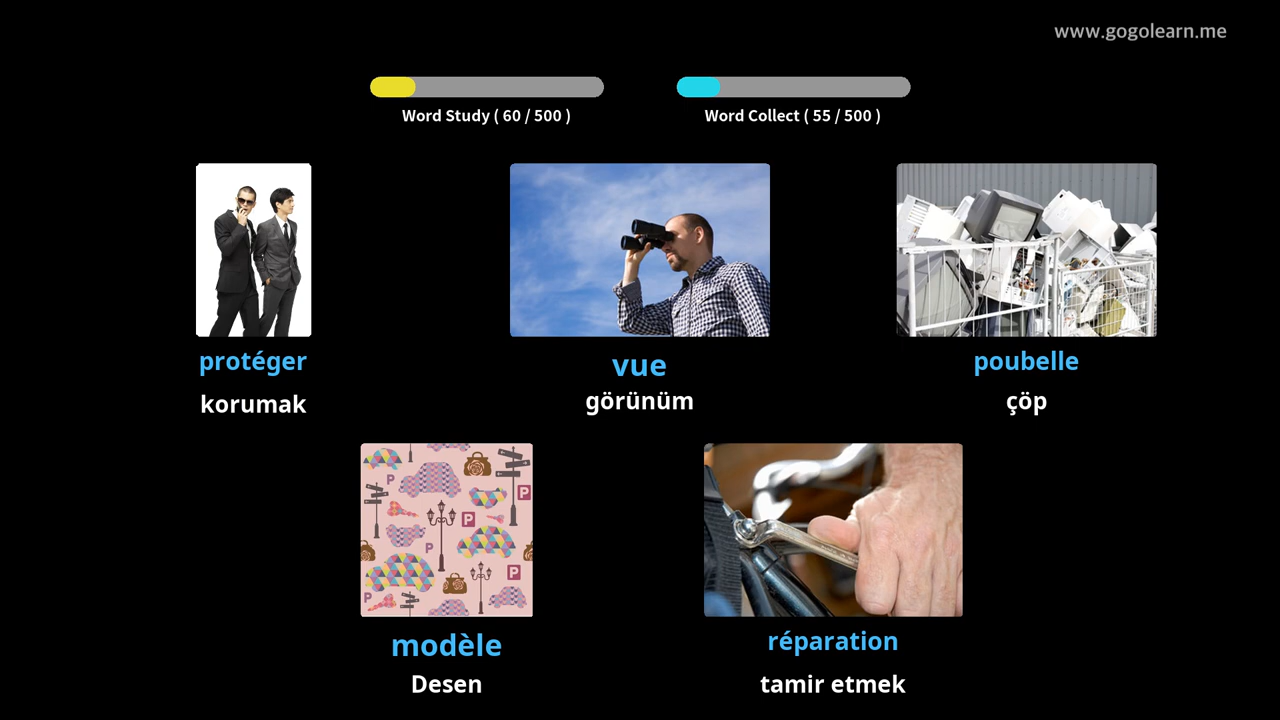 www.gogolearn.me
Word Study ( 60 / 500 )
Word Collect ( 55 / 500 )
protéger
korumak
vue
görünüm
poubelle
çöp
P
P
P
P
P
P
modèle
Desen
réparation
tamir etmek